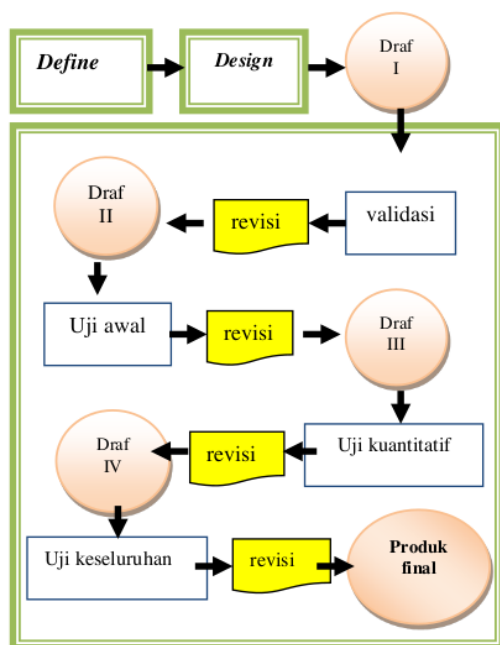 Define
Design
Draf
I
validasi
revisi
Draf
II
Uji awal
revisi
Draf
III
Uji kuantitatif
revisi
Draf
IV
Uji keseluruhan
revisi
Produk
final